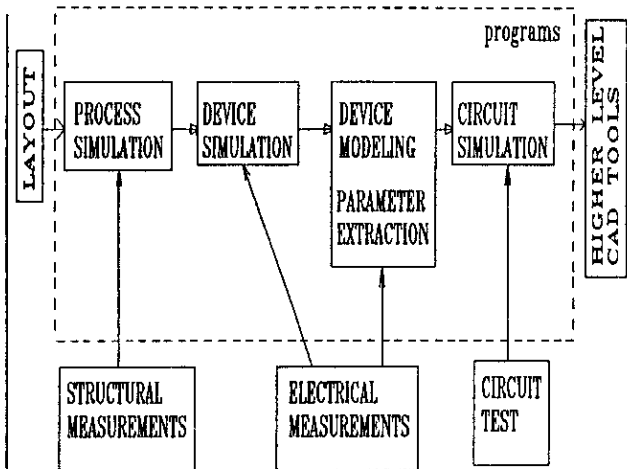 programs
LAYOUT
PROCESS
SIMULATION
DEVICE
SIMULATION
DEVICE
MODELING
PARAMETER
EXTRACTION
CIRCUIT
SIMULATION
HIGHER LEVEL
CAD TOOLS
STRUCTURAL
MEASUREMENTS
ELECTRICAL
MEASUREMENTS
CIRCUIT
TEST